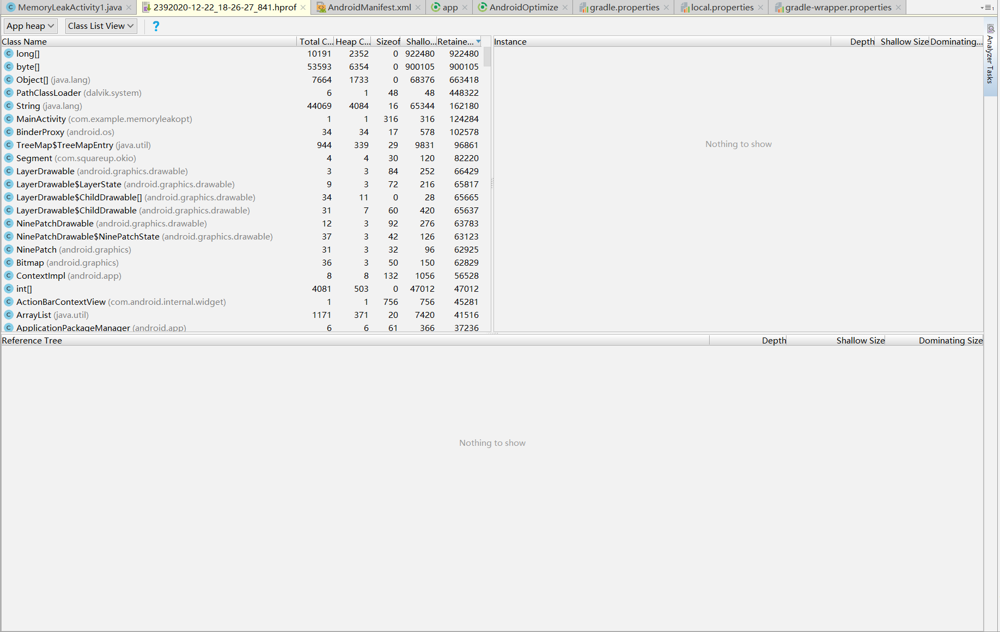 MemoryLeakActivity1.java 2392020-12-22_18-26-27_841.hprof AndroidManifest.xml app AndroidOptimize gradle.properties local.properties gradle-wrapper.properties 1
App heap Class List View ?
Class Name Total C... Heap C... Sizeof Shallo... Retaine... Instance Depth Shallow Size Dominating...
C long[] 10191 2352 0 922480 922480
C byte[] 53593 6354 0 900105 900105
C Object[] (java.lang) 7664 1733 0 68376 663418
C PathClassLoader (dalvik.system) 6 1 48 48 448322
C String (java.lang) 44069 4084 16 65344 162180
C MainActivity (com.example.memoryleakopt) 1 1 316 316 124284
C BinderProxy (android.os) 34 34 17 578 102578
C TreeMap$TreeMapEntry (java.util) 944 339 29 9831 96861
C Segment (com.squareup.okio) 4 4 30 120 82220
C LayerDrawable (android.graphics.drawable) 3 3 84 252 66429
C LayerDrawable$LayerState (android.graphics.drawable) 9 3 72 216 65817
C LayerDrawable$ChildDrawable[] (android.graphics.drawable) 34 11 0 28 65665
C LayerDrawable$ChildDrawable (android.graphics.drawable) 31 7 60 420 65637
C NinePatchDrawable (android.graphics.drawable) 12 3 92 276 63783
C NinePatchDrawable$NinePatchState (android.graphics.drawable) 37 3 42 126 63123
C NinePatch (android.graphics) 31 3 32 96 62925
C Bitmap (android.graphics) 36 3 50 150 62829
C ContextImpl (android.app) 8 8 132 1056 56528
C int[] 4081 503 0 47012 47012
C ActionBarContextView (com.android.internal.widget) 1 1 756 756 45281
C ArrayList (java.util) 1171 371 20 7420 41516
C ApplicationPackageManager (android.app) 6 6 61 366 37236
Nothing to show
Analyzer Tasks
Reference Tree Depth Shallow Size Dominating Size
Nothing to show